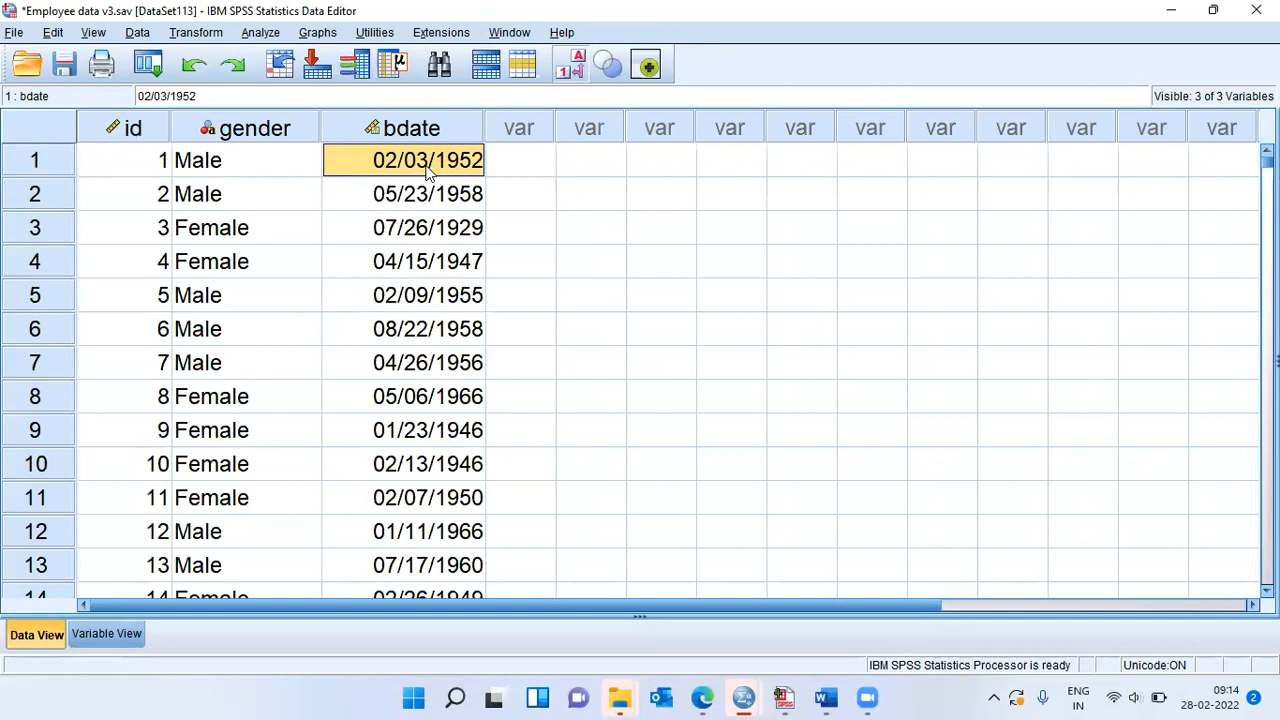 *Employee data v3.sav [DataSet113] - IBM SPSS Statistics Data Editor
File Edit View Data Transform Analyze Graphs Utilities Extensions Window Help
1 : bdate 02/03/1952 Visible: 3 of 3 Variables
id gender bdate var var var var var var var var var var var
1 1 Male 02/03/1952
2 2 Male 05/23/1958
3 3 Female 07/26/1929
4 4 Female 04/15/1947
5 5 Male 02/09/1955
6 6 Male 08/22/1958
7 7 Male 04/26/1956
8 8 Female 05/06/1966
9 9 Female 01/23/1946
10 10 Female 02/13/1946
11 11 Female 02/07/1950
12 12 Male 01/11/1966
13 13 Male 07/17/1960
14 14 Female 02/26/1949
Data View Variable View
IBM SPSS Statistics Processor is ready Unicode:ON
ENG 09:14
IN 28-02-2022 2